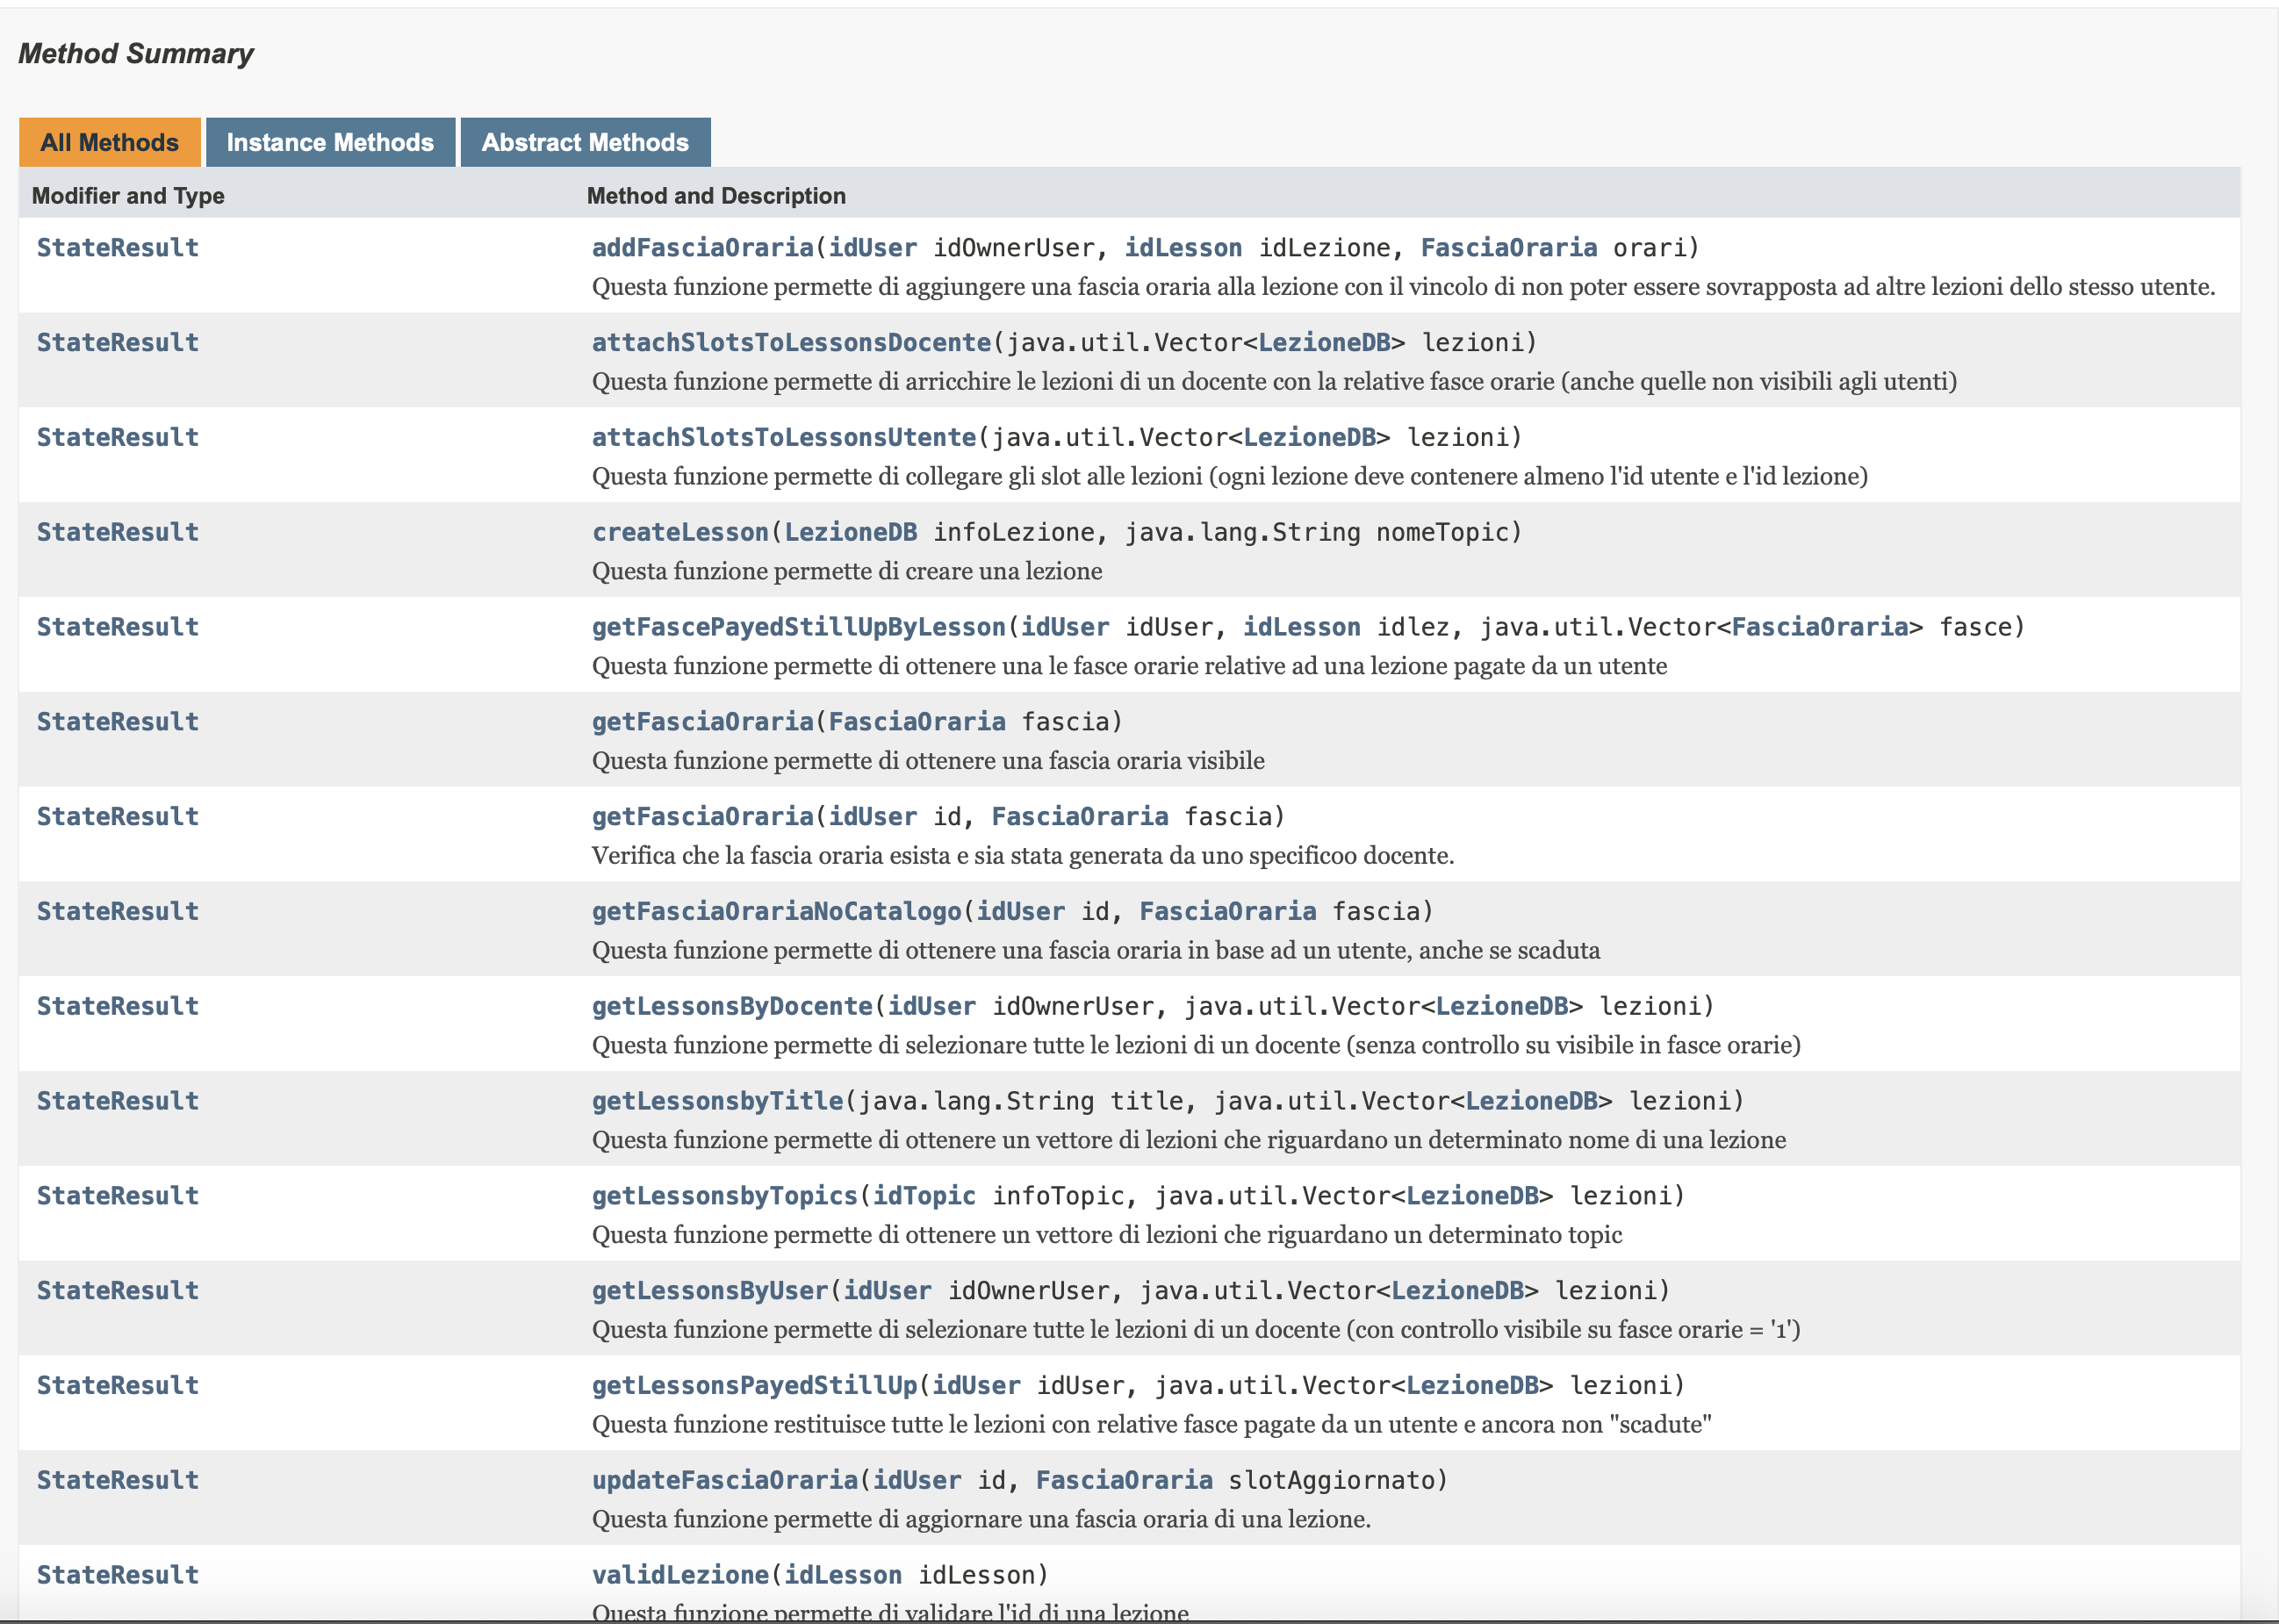 Method Summary
All Methods Instance Methods Abstract Methods
Modifier and Type Method and Description
StateResult addFasciaOraria(idUser idOwnerUser, idLesson idLezione, FasciaOraria orari)
Questa funzione permette di aggiungere una fascia oraria alla lezione con il vincolo di non poter essere sovrapposta ad altre lezioni dello stesso utente.
StateResult attachSlotsToLessonsDocente(java.util.Vector<LezioneDB> lezioni)
Questa funzione permette di arricchire le lezioni di un docente con la relative fasce orarie (anche quelle non visibili agli utenti)
StateResult attachSlotsToLessonsUtente(java.util.Vector<LezioneDB> lezioni)
Questa funzione permette di collegare gli slot alle lezioni (ogni lezione deve contenere almeno l'id utente e l'id lezione)
StateResult createLesson(LezioneDB infoLezione, java.lang.String nomeTopic)
Questa funzione permette di creare una lezione
StateResult getFascePayedStillUpByLesson(idUser idUser, idLesson idlez, java.util.Vector<FasciaOraria> fasce)
Questa funzione permette di ottenere una le fasce orarie relative ad una lezione pagate da un utente
StateResult getFasciaOraria(FasciaOraria fascia)
Questa funzione permette di ottenere una fascia oraria visibile
StateResult getFasciaOraria(idUser id, FasciaOraria fascia)
Verifica che la fascia oraria esista e sia stata generata da uno specificoo docente.
StateResult getFasciaOrariaNoCatalogo(idUser id, FasciaOraria fascia)
Questa funzione permette di ottenere una fascia oraria in base ad un utente, anche se scaduta
StateResult getLessonsByDocente(idUser idOwnerUser, java.util.Vector<LezioneDB> lezioni)
Questa funzione permette di selezionare tutte le lezioni di un docente (senza controllo su visibile in fasce orarie)
StateResult getLessonsbyTitle(java.lang.String title, java.util.Vector<LezioneDB> lezioni)
Questa funzione permette di ottenere un vettore di lezioni che riguardano un determinato nome di una lezione
StateResult getLessonsbyTopics(idTopic infoTopic, java.util.Vector<LezioneDB> lezioni)
Questa funzione permette di ottenere un vettore di lezioni che riguardano un determinato topic
StateResult getLessonsByUser(idUser idOwnerUser, java.util.Vector<LezioneDB> lezioni)
Questa funzione permette di selezionare tutte le lezioni di un docente (con controllo visibile su fasce orarie = '1')
StateResult getLessonsPayedStillUp(idUser idUser, java.util.Vector<LezioneDB> lezioni)
Questa funzione restituisce tutte le lezioni con relative fasce pagate da un utente e ancora non "scadute"
StateResult updateFasciaOraria(idUser id, FasciaOraria slotAggiornato)
Questa funzione permette di aggiornare una fascia oraria di una lezione.
StateResult validLezione(idLesson idLesson)
Questa funzione permette di validare l'id di una lezione